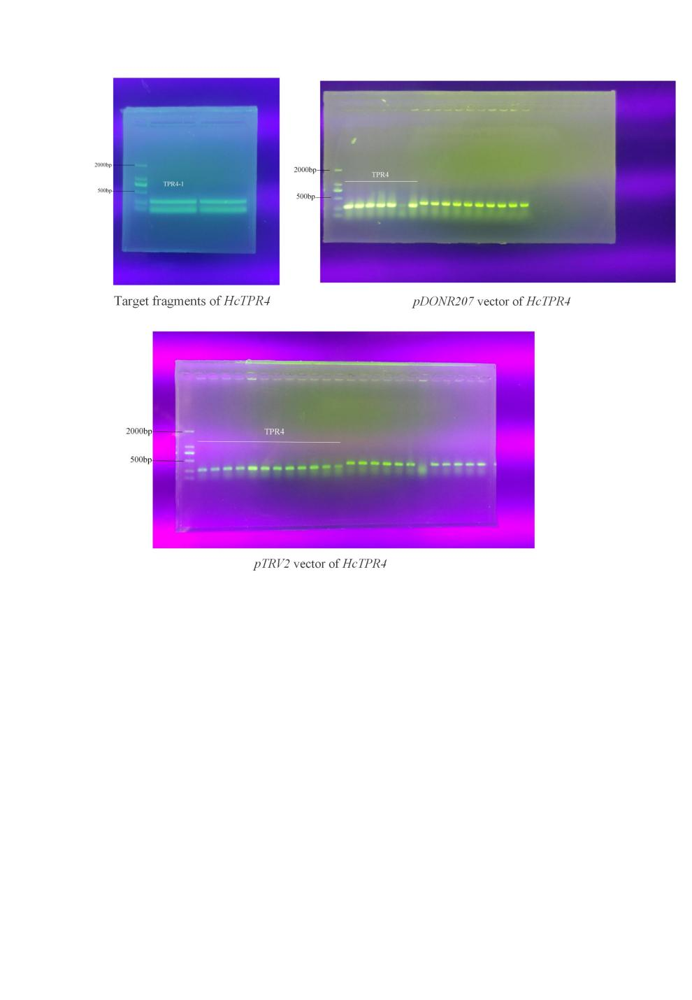 2000bp
TPR4-1
500bp
Target fragments of HcTPR4
2000bp
TPR4
500bp
pDONR207 vector of HcTPR4
2000bp
TPR4
500bp
pTRV2 vector of HcTPR4